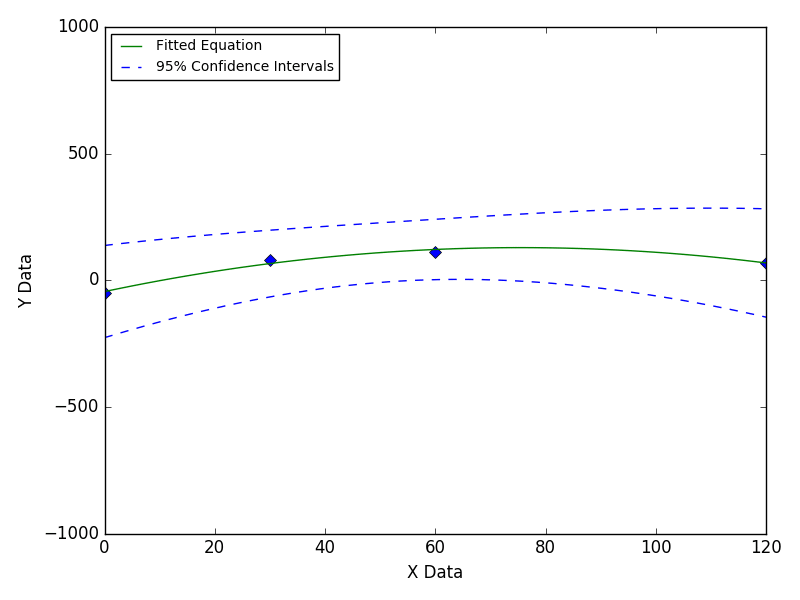 1000
Fitted Equation
95% Confidence Intervals
500
0
−500
−1000
0 20 40 60 80 100 120
X Data
Y Data